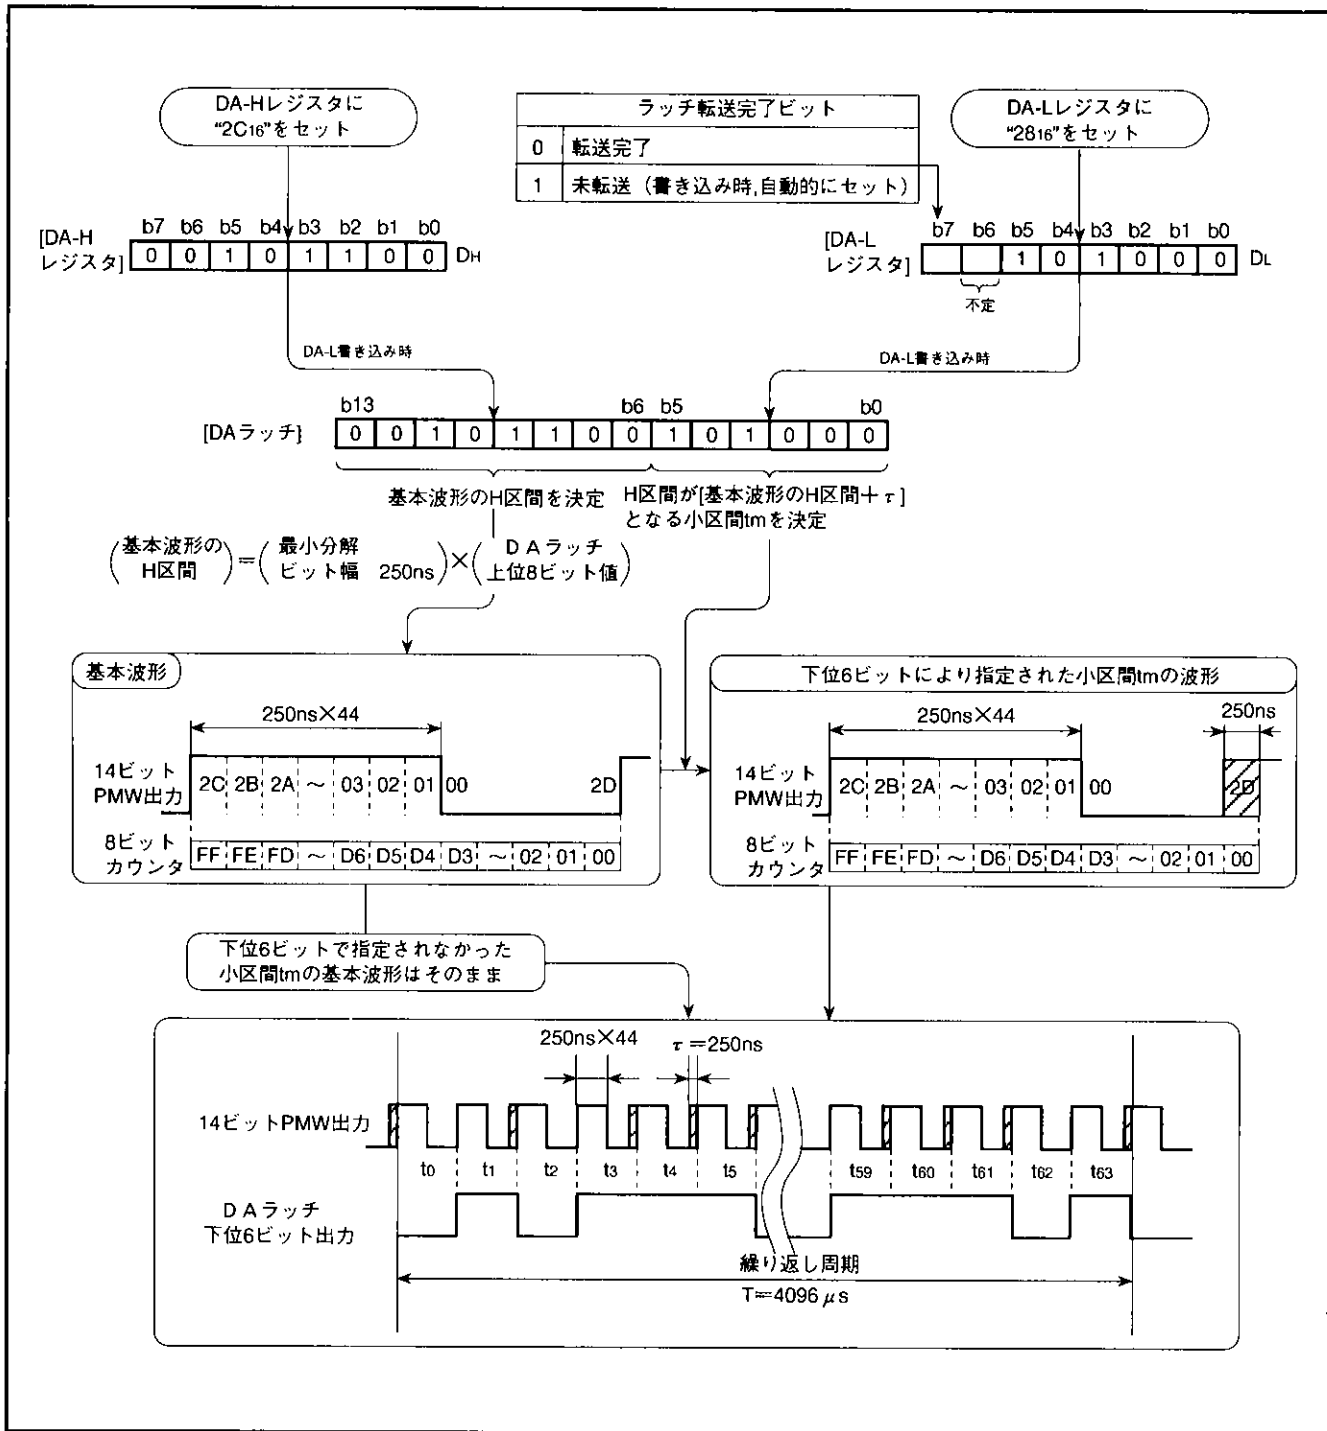 DA-Hレジスタに
“2C16”をセット
ラッチ転送完了ビット
0 転送完了
1 未転送（書き込み時,自動的にセット）
DA-Lレジスタに
“2816”をセット
b7 b6 b5 b4 b3 b2 b1 b0
[DA-H
レジスタ]
0 0 1 0 1 1 0 0
DH
b7 b6 b5 b4 b3 b2 b1 b0
[DA-L
レジスタ]
1 0 1 0 0 0
DL
不定
DA-L書き込み時
DA-L書き込み時
b13 b6 b5 b0
[DAラッチ]
0 0 1 0 1 1 0 0 1 0 1 0 0 0
基本波形のH区間を決定
H区間が[基本波形のH区間＋τ]
となる小区間tmを決定
(基本波形の
H区間)＝(最小分解
ビット幅 250ns)×(DAラッチ
上位8ビット値)
基本波形
250ns×44
14ビット
PMW出力
2C 2B 2A ～ 03 02 01 00 2D
8ビット
カウンタ
FF FE FD ～ D6 D5 D4 D3 ～ 02 01 00
下位6ビットにより指定された小区間tmの波形
250ns×44
250ns
14ビット
PMW出力
2C 2B 2A ～ 03 02 01 00 2D
8ビット
カウンタ
FF FE FD ～ D6 D5 D4 D3 ～ 02 01 00
下位6ビットで指定されなかった
小区間tmの基本波形はそのまま
250ns×44
τ＝250ns
14ビットPMW出力
t0 t1 t2 t3 t4 t5 t59 t60 t61 t62 t63
DAラッチ
下位6ビット出力
繰り返し周期
T＝4096μs